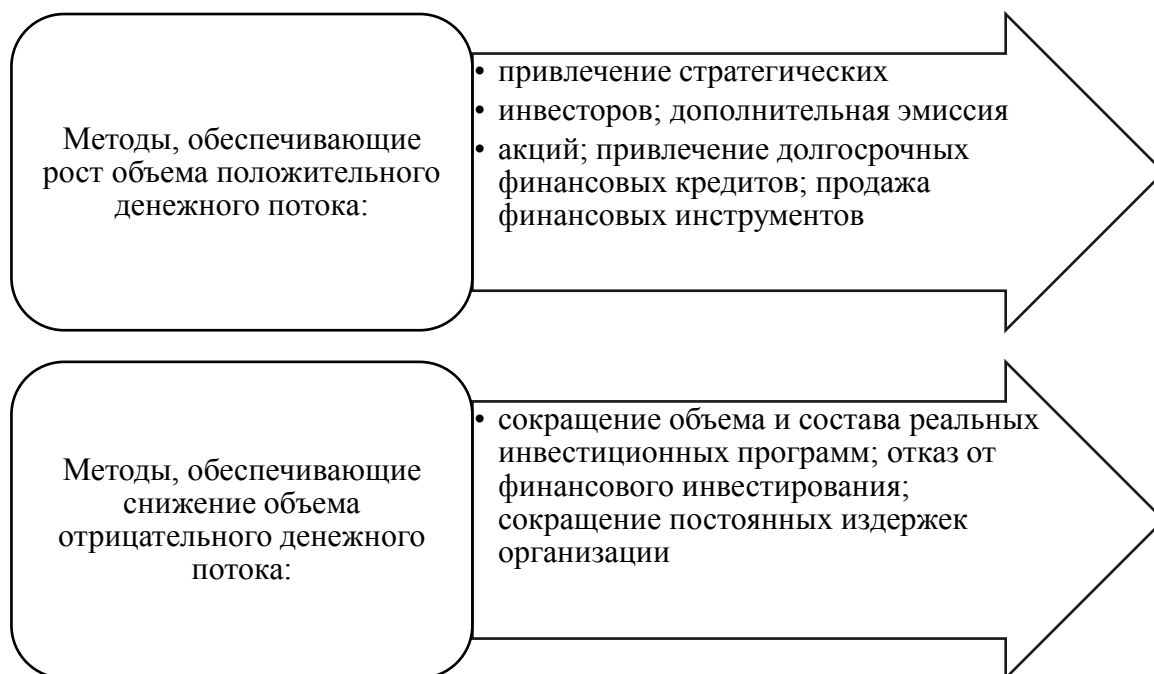 Методы, обеспечивающие
рост объема положительного
денежного потока:
• привлечение стратегических
• инвесторов; дополнительная эмиссия
• акций; привлечение долгосрочных
финансовых кредитов; продажа
финансовых инструментов
Методы, обеспечивающие
снижение объема
отрицательного денежного
потока:
• сокращение объема и состава реальных
инвестиционных программ; отказ от
финансового инвестирования;
сокращение постоянных издержек
организации